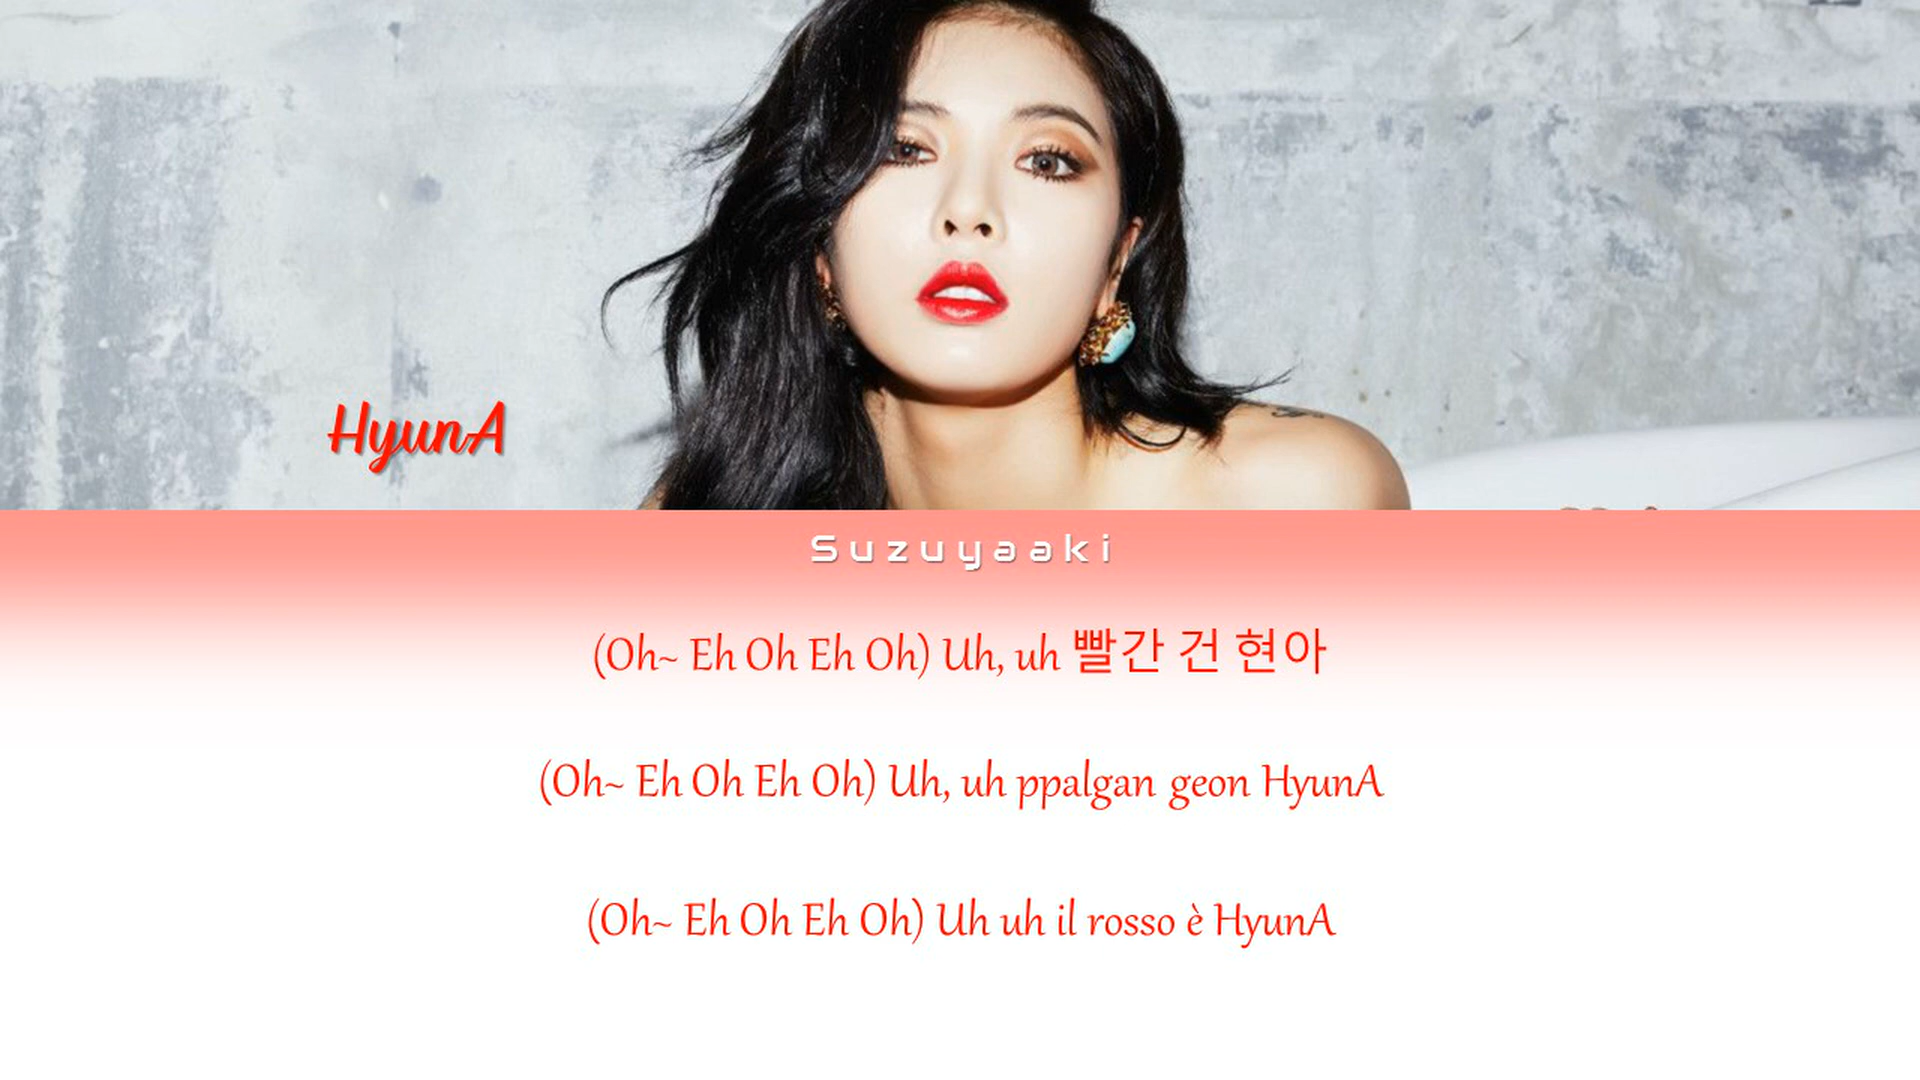 HyunA
Suzuyaaki
(Oh~ Eh Oh Eh Oh) Uh, uh 빨간 건 현아
(Oh~ Eh Oh Eh Oh) Uh, uh ppalgan geon HyunA
(Oh~ Eh Oh Eh Oh) Uh uh il rosso è HyunA